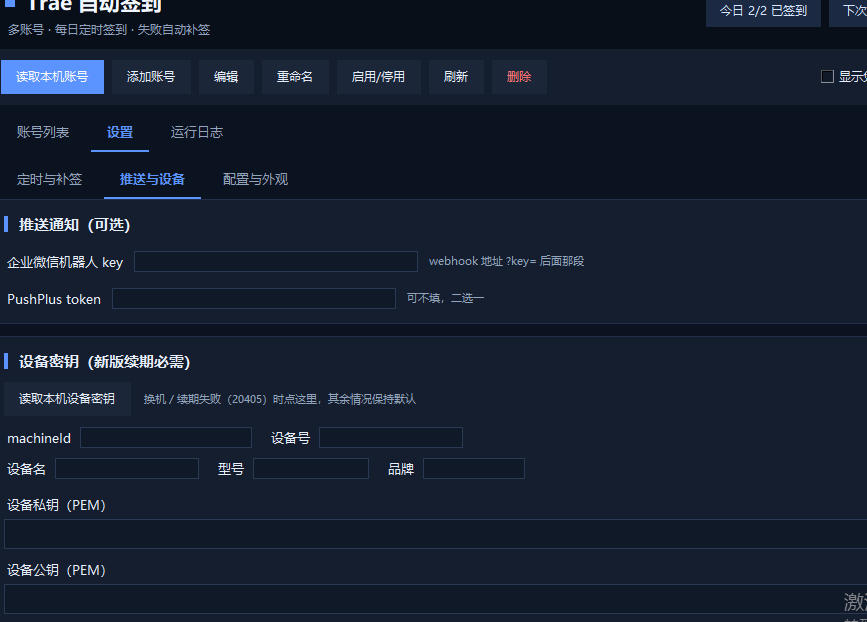 Trae 自动签到
今日 2/2 已签到
下次
多账号 · 每日定时签到 · 失败自动补签
读取本机账号 添加账号 编辑 重命名 启用/停用 刷新 删除 显示
账号列表 设置 运行日志
定时与补签 推送与设备 配置与外观
推送通知（可选）
企业微信机器人 key webhook 地址 ?key= 后面那段
PushPlus token 可不填，二选一
设备密钥（新版续期必需）
读取本机设备密钥 换机 / 续期失败（20405）时点这里，其余情况保持默认
machineId 设备号
设备名 型号 品牌
设备私钥（PEM）
设备公钥（PEM）
激